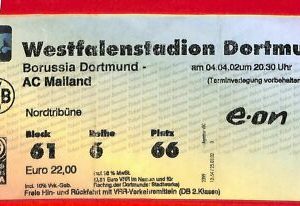 Westfalenstadion Dortmu
Borussia Dortmund -
AC Mailand
am 04.04.02um 20.30 Uhr
(Terminverlegung vorbehalten)
Nordtribüne
e·on
Block
Reihe
Platz
61
6
66
Euro 22,00
incl. 16 % MwSt.
incl. 10% Vvk.-Geb.
Freie Hin- und Rückfahrt mit VRR-Verkehrsmitteln (DB 2.Klasse)